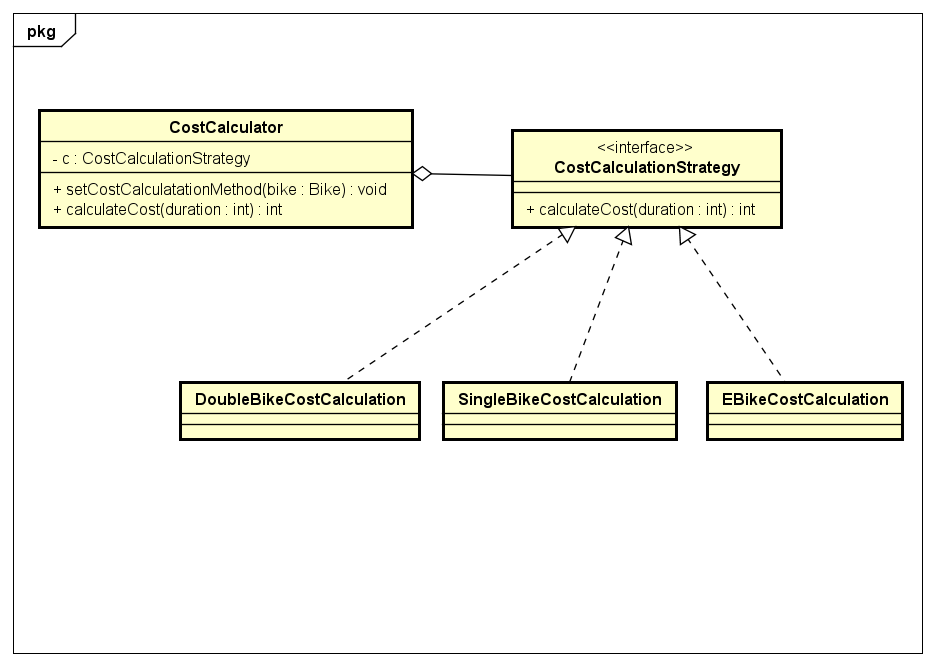 pkg
CostCalculator
- c : CostCalculationStrategy
+ setCostCalculatationMethod(bike : Bike) : void
+ calculateCost(duration : int) : int
<<interface>>
CostCalculationStrategy
+ calculateCost(duration : int) : int
DoubleBikeCostCalculation
SingleBikeCostCalculation
EBikeCostCalculation